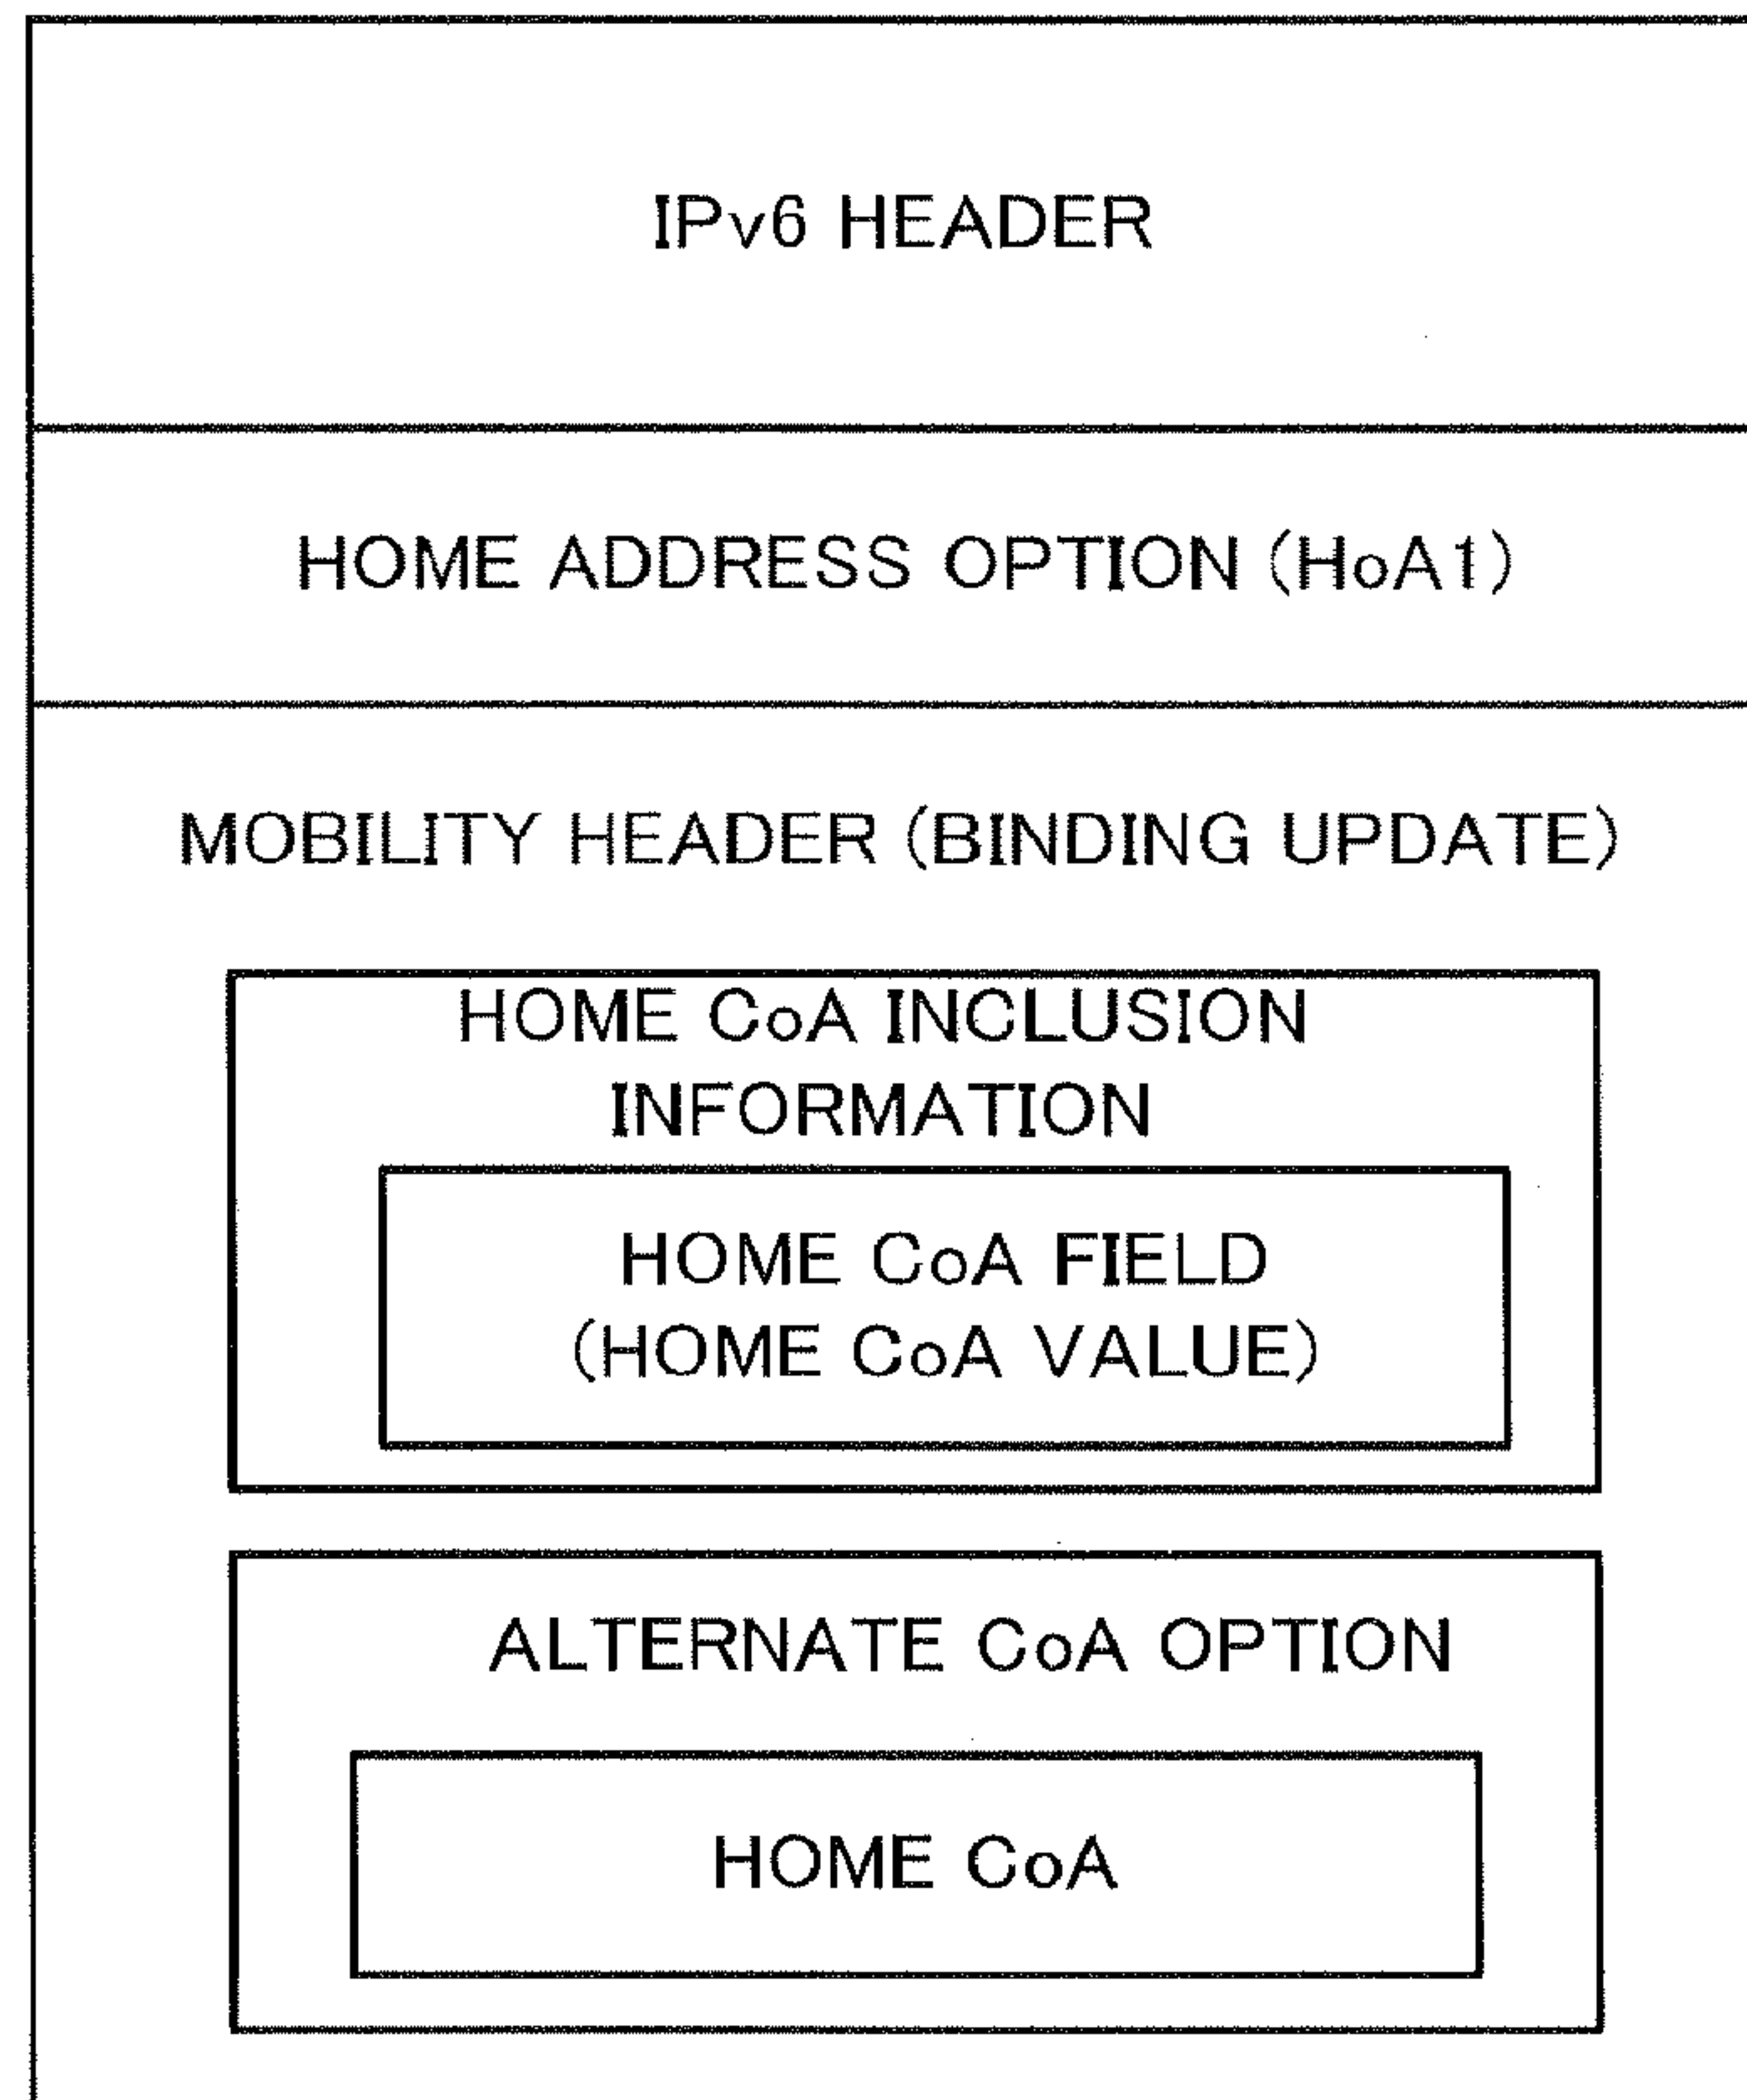 IPv6 HEADER
HOME ADDRESS OPTION (HoA1)
MOBILITY HEADER (BINDING UPDATE)
HOME CoA INCLUSION
INFORMATION
HOME CoA FIELD
(HOME CoA VALUE)
ALTERNATE CoA OPTION
HOME CoA